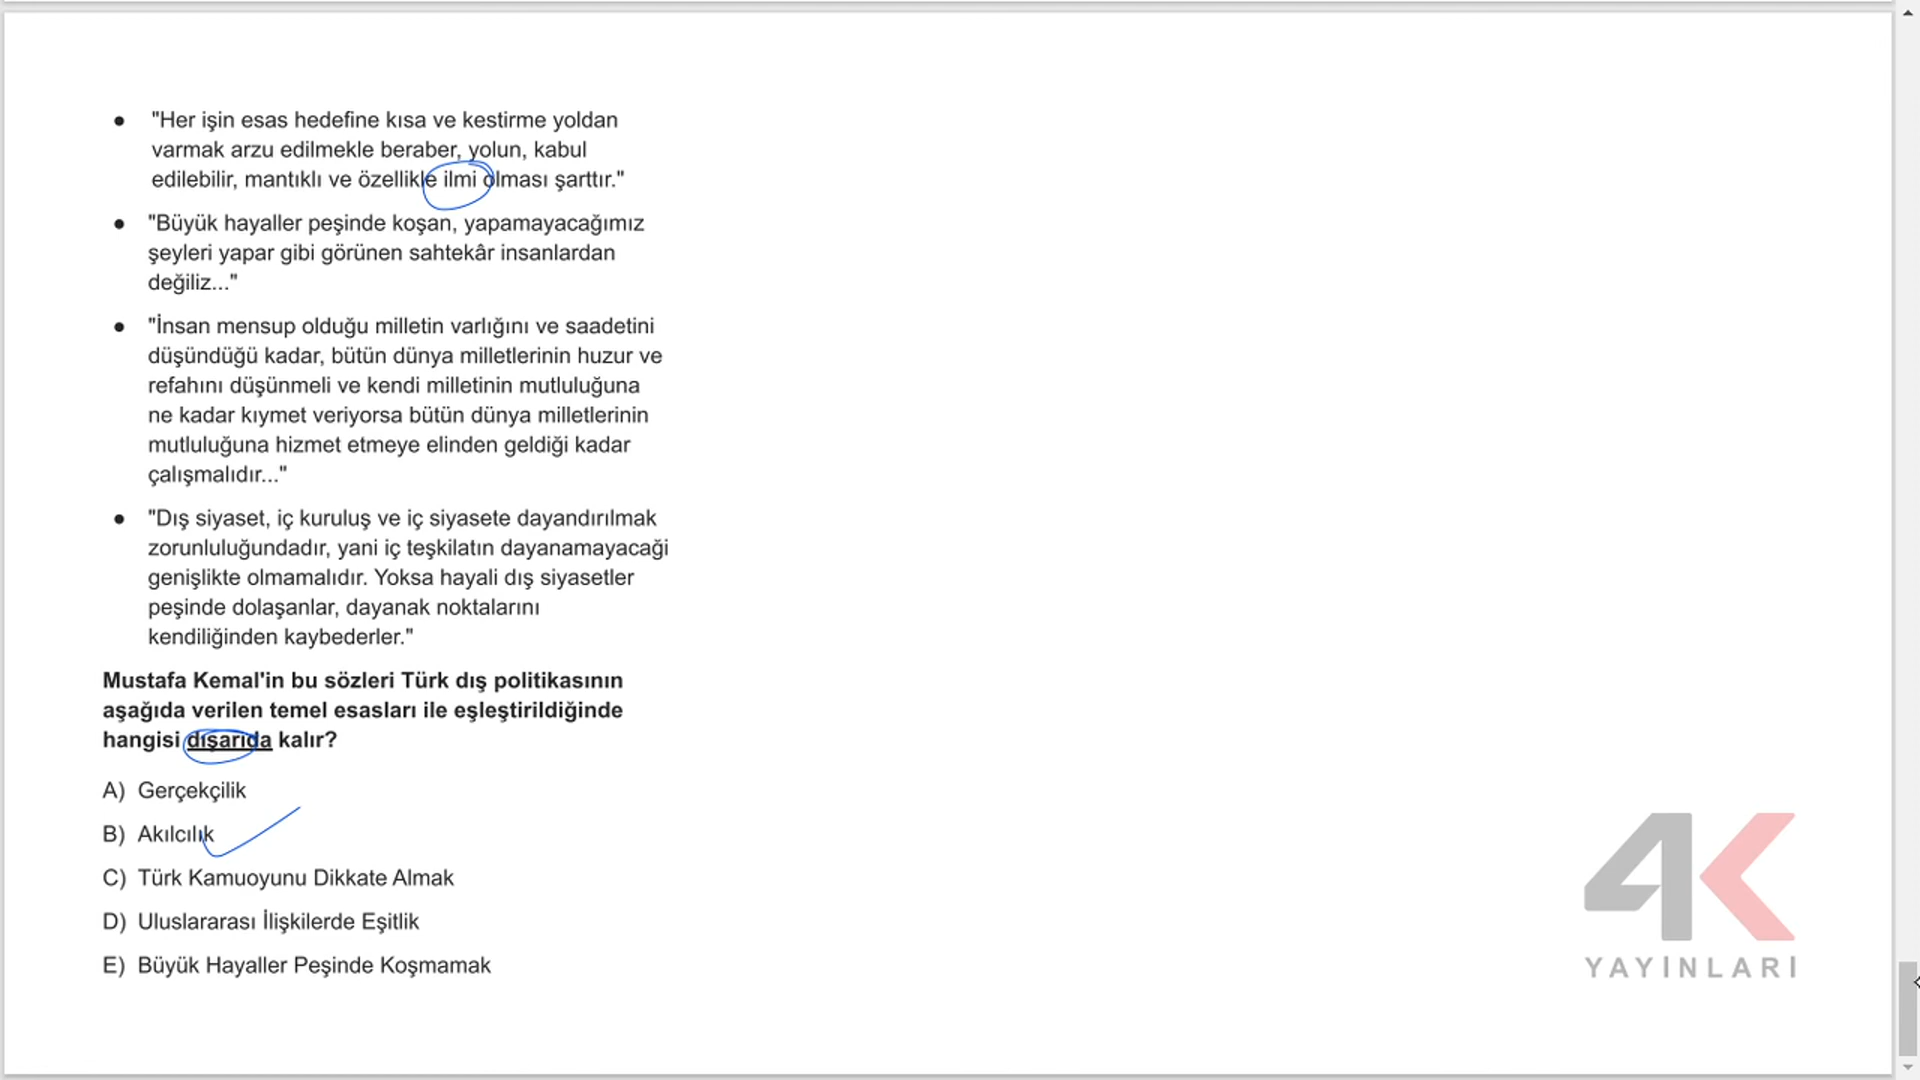 ● "Her işin esas hedefine kısa ve kestirme yoldan
varmak arzu edilmekle beraber, yolun, kabul
edilebilir, mantıklı ve özellikle ilmi olması şarttır."
● "Büyük hayaller peşinde koşan, yapamayacağımız
şeyleri yapar gibi görünen sahtekâr insanlardan
değiliz..."
● "İnsan mensup olduğu milletin varlığını ve saadetini
düşündüğü kadar, bütün dünya milletlerinin huzur ve
refahını düşünmeli ve kendi milletinin mutluluğuna
ne kadar kıymet veriyorsa bütün dünya milletlerinin
mutluluğuna hizmet etmeye elinden geldiği kadar
çalışmalıdır..."
● "Dış siyaset, iç kuruluş ve iç siyasete dayandırılmak
zorunluluğundadır, yani iç teşkilatın dayanamayacaği
genişlikte olmamalıdır. Yoksa hayali dış siyasetler
peşinde dolaşanlar, dayanak noktalarını
kendiliğinden kaybederler."
Mustafa Kemal'in bu sözleri Türk dış politikasının
aşağıda verilen temel esasları ile eşleştirildiğinde
hangisi dışarıda kalır?
A) Gerçekçilik
B) Akılcılık
C) Türk Kamuoyunu Dikkate Almak
D) Uluslararası İlişkilerde Eşitlik
E) Büyük Hayaller Peşinde Koşmamak
4K
YAYINLARI